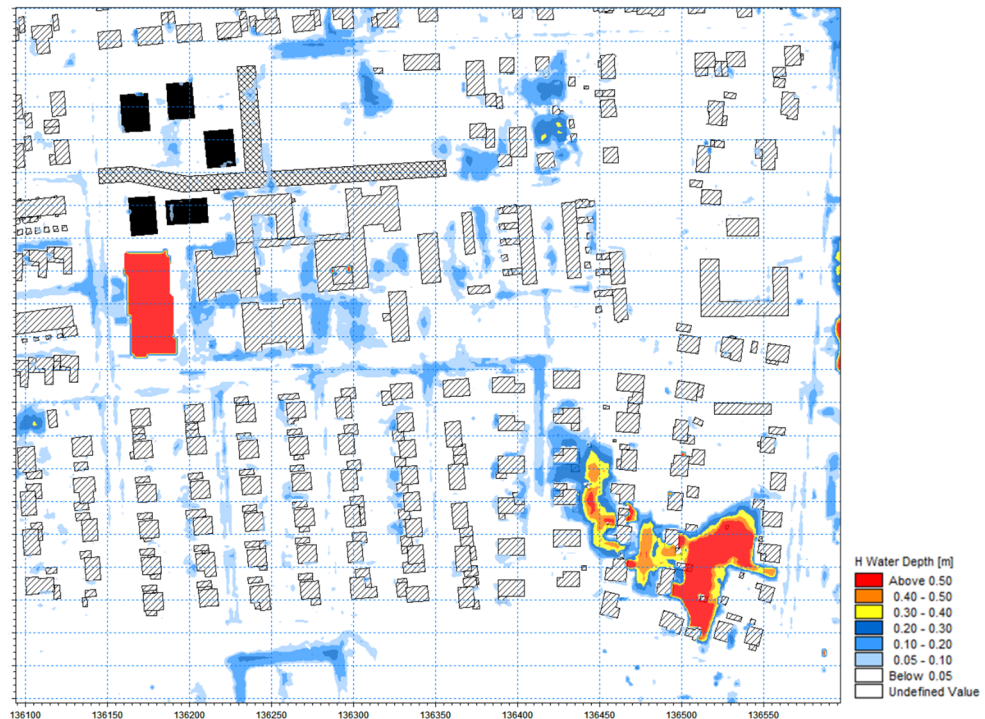 H Water Depth [m]
Above 0.50
0.40 - 0.50
0.30 - 0.40
0.20 - 0.30
0.10 - 0.20
0.05 - 0.10
Below 0.05
Undefined Value
136100 136150 136200 136250 136300 136350 136400 136450 136500 136550